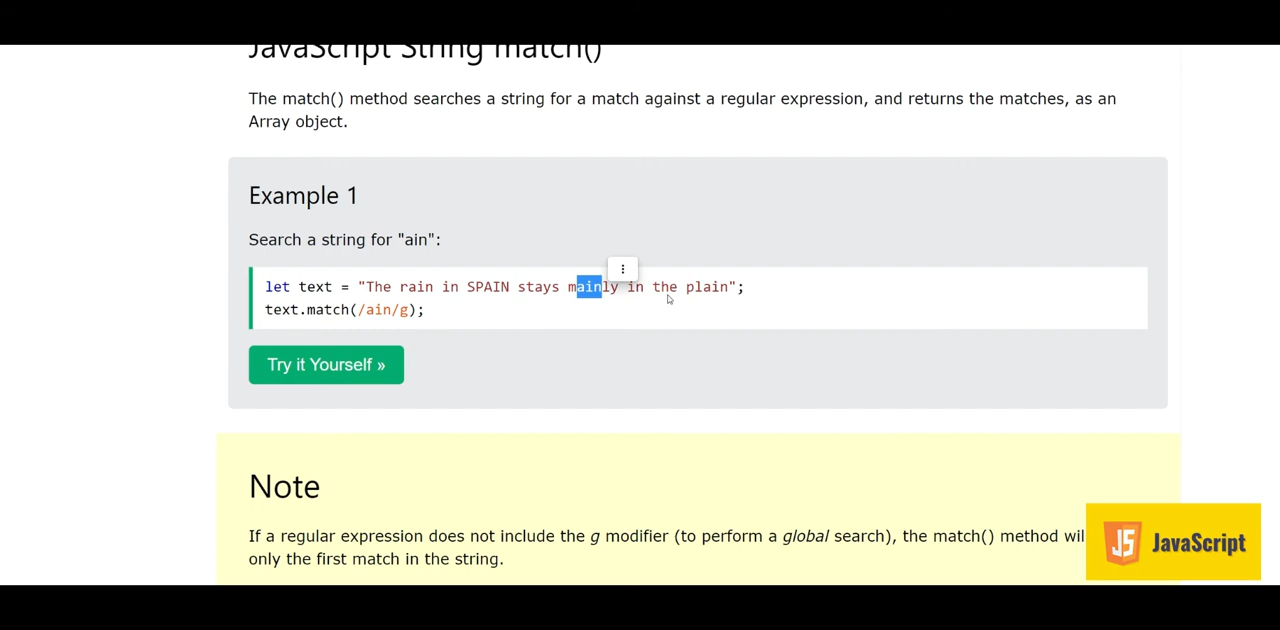 JavaScript String match()
The match() method searches a string for a match against a regular expression, and returns the matches, as an
Array object.
Example 1
Search a string for "ain":
let text = "The rain in SPAIN stays mainly in the plain";
text.match(/ain/g);
Try it Yourself »
Note
If a regular expression does not include the g modifier (to perform a global search), the match() method wil
only the first match in the string.
JS JavaScript